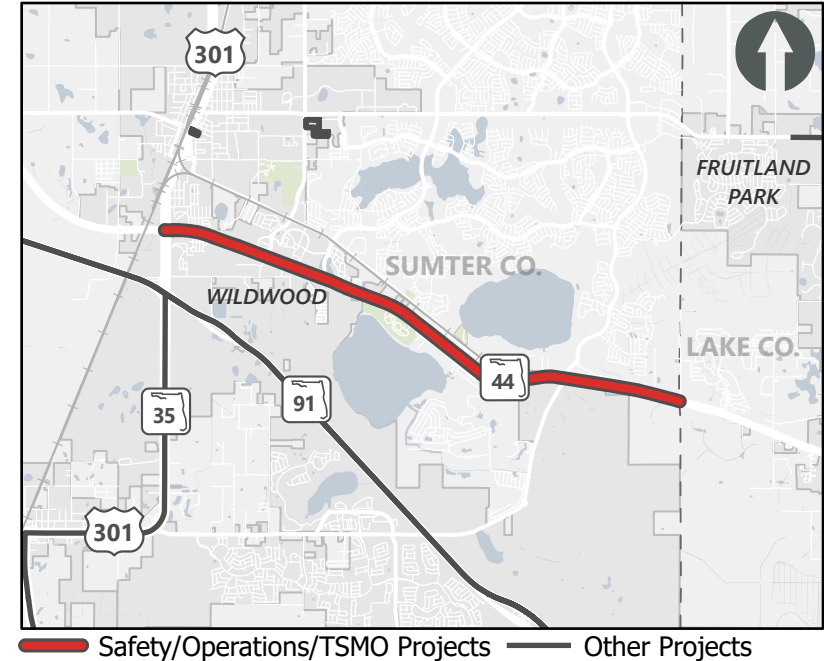 301
FRUITLAND
PARK
SUMTER CO.
WILDWOOD
LAKE CO.
44
91
35
301
Safety/Operations/TSMO Projects
Other Projects